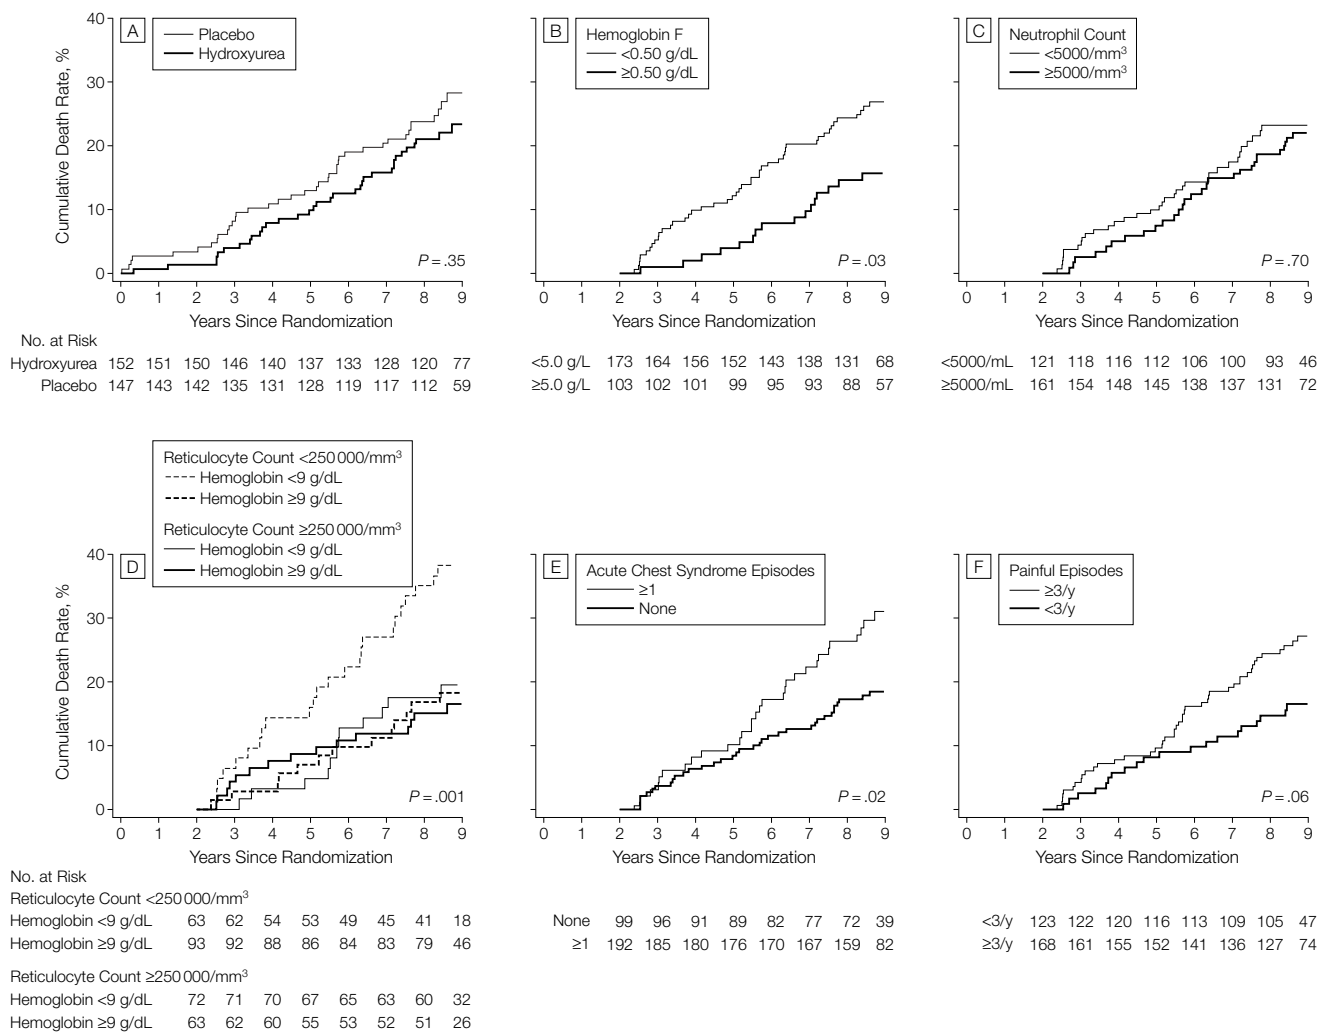 A
Placebo
Hydroxyurea
Cumulative Death Rate, %
40
30
20
10
0
P = .35
0 1 2 3 4 5 6 7 8 9
Years Since Randomization
B
Hemoglobin F
<0.50 g/dL
≥0.50 g/dL
P = .03
0 1 2 3 4 5 6 7 8 9
Years Since Randomization
C
Neutrophil Count
<5000/mm³
≥5000/mm³
P = .70
0 1 2 3 4 5 6 7 8 9
Years Since Randomization
No. at Risk
Hydroxyurea 152 151 150 146 140 137 133 128 120 77
Placebo 147 143 142 135 131 128 119 117 112 59
<5.0 g/L 173 164 156 152 143 138 131 68
≥5.0 g/L 103 102 101 99 95 93 88 57
<5000/mL 121 118 116 112 106 100 93 46
≥5000/mL 161 154 148 145 138 137 131 72
Reticulocyte Count <250 000/mm³
Hemoglobin <9 g/dL
Hemoglobin ≥9 g/dL
Reticulocyte Count ≥250 000/mm³
Hemoglobin <9 g/dL
Hemoglobin ≥9 g/dL
D
Cumulative Death Rate, %
40
30
20
10
0
P = .001
0 1 2 3 4 5 6 7 8 9
Years Since Randomization
E
Acute Chest Syndrome Episodes
≥1
None
P = .02
0 1 2 3 4 5 6 7 8 9
Years Since Randomization
F
Painful Episodes
≥3/y
<3/y
P = .06
0 1 2 3 4 5 6 7 8 9
Years Since Randomization
No. at Risk
Reticulocyte Count <250 000/mm³
Hemoglobin <9 g/dL 63 62 54 53 49 45 41 18
Hemoglobin ≥9 g/dL 93 92 88 86 84 83 79 46
Reticulocyte Count ≥250 000/mm³
Hemoglobin <9 g/dL 72 71 70 67 65 63 60 32
Hemoglobin ≥9 g/dL 63 62 60 55 53 52 51 26
None 99 96 91 89 82 77 72 39
≥1 192 185 180 176 170 167 159 82
<3/y 123 122 120 116 113 109 105 47
≥3/y 168 161 155 152 141 136 127 74